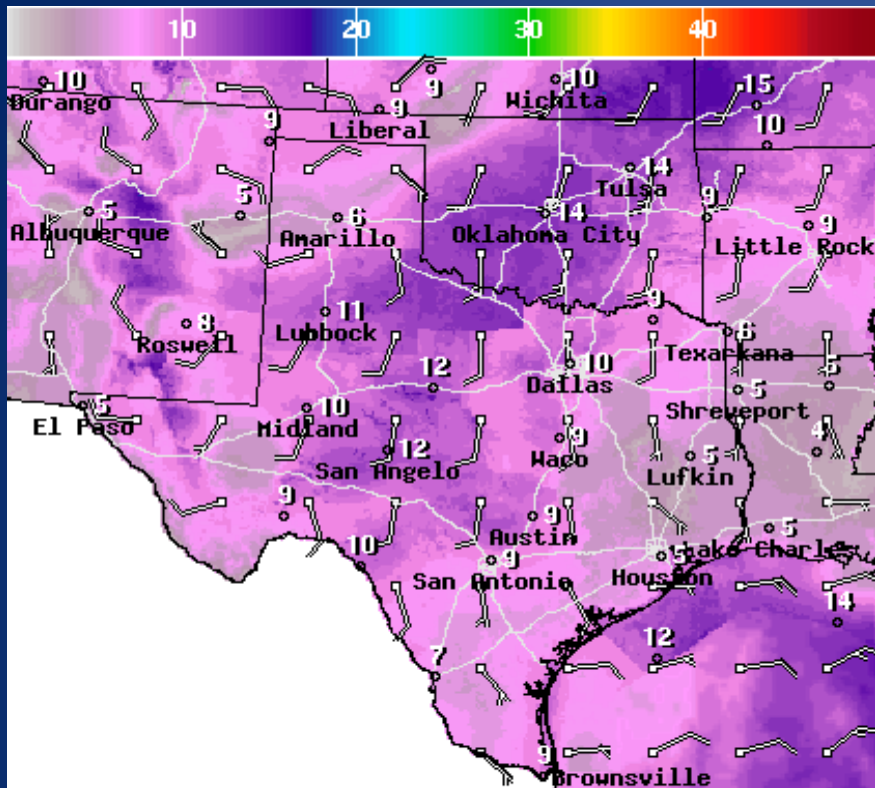 10 20 30 40
10 9 10 15
Durango Wichita
9 9 Liberal 10
14 Tulsa
5 5 6 14 9 9
Albuquerque Amarillo Oklahoma City Little Rock
8 11 9 6
Roswell Lubbock Texarkana
12 10 5
Dallas 5
5 10 Shreveport
El Paso Midland
12 9 5 4
San Angelo Waco Lufkin
9 9 5
Austin
10 9 5 Lake Charles
San Antonio Houston
14
7 12
9
Brownsville